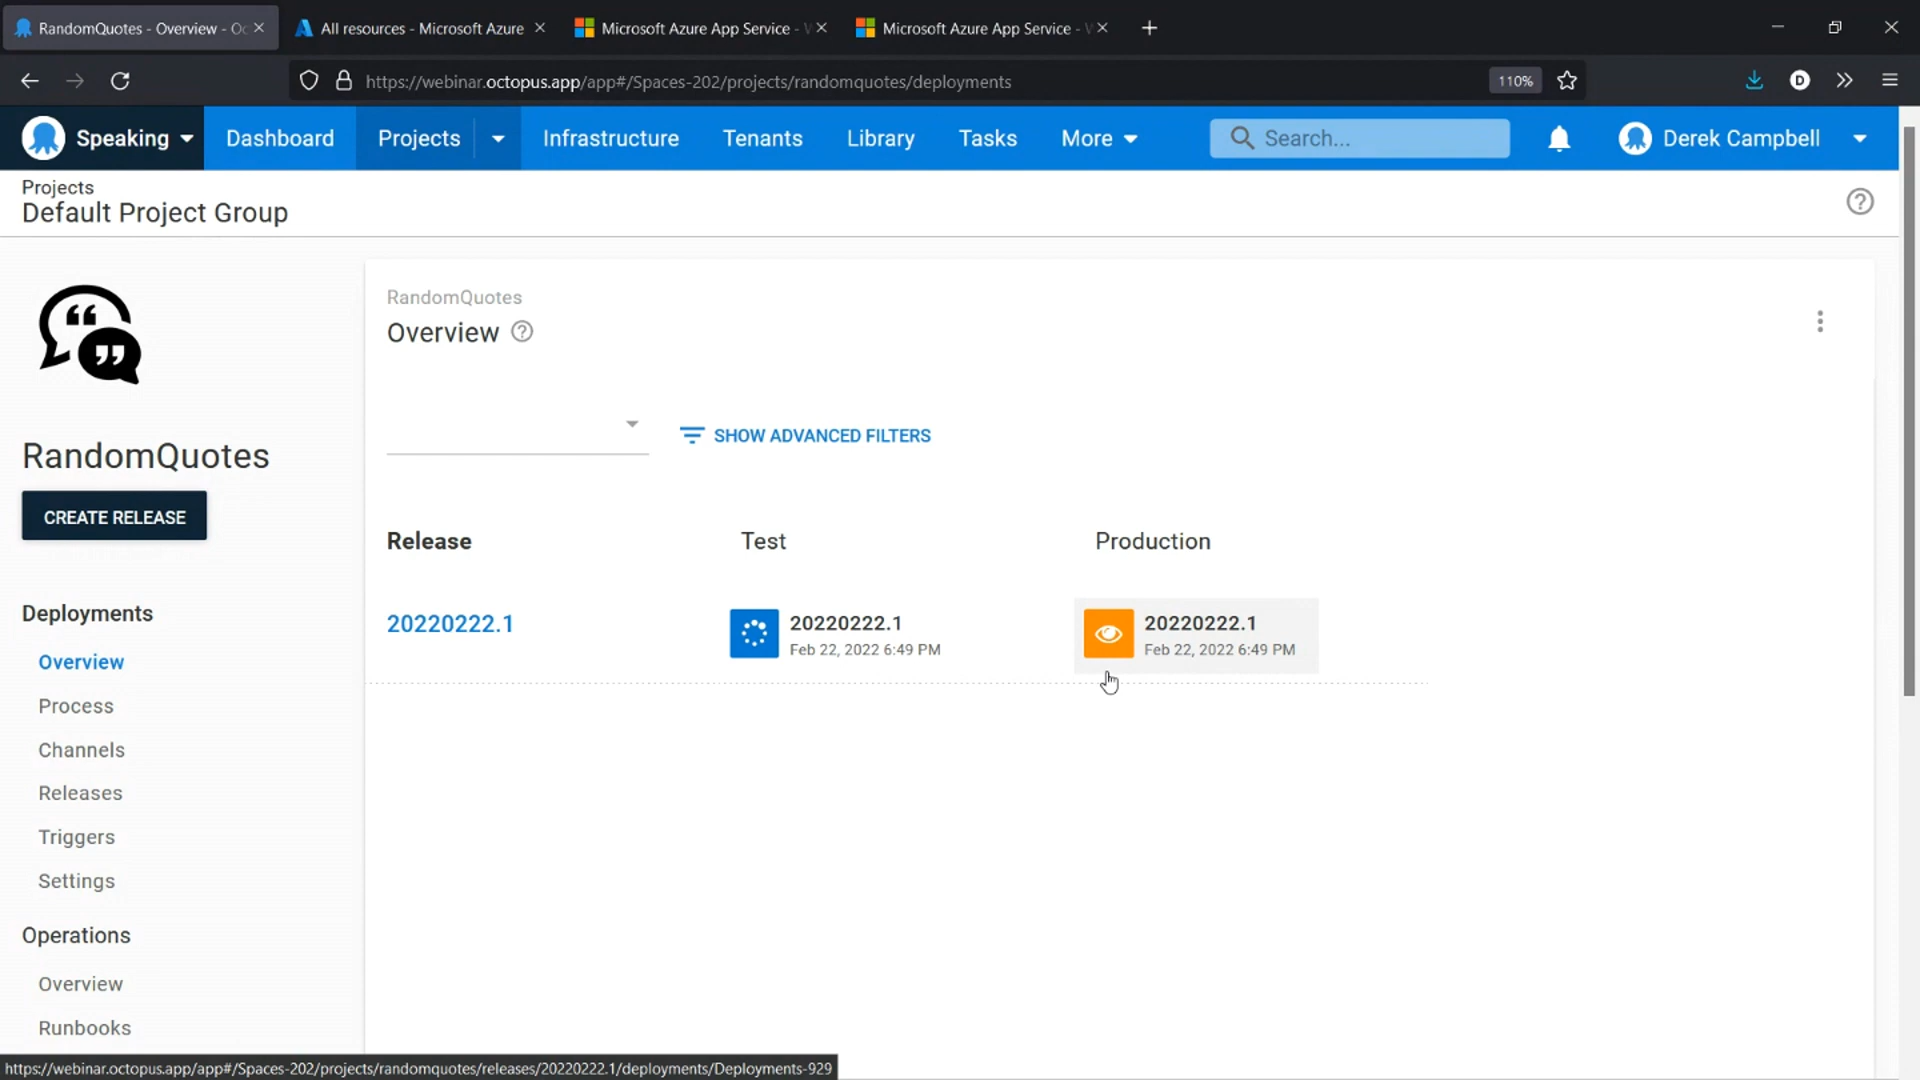 RandomQuotes - Overview - Oc
All resources - Microsoft Azure
Microsoft Azure App Service - W
Microsoft Azure App Service - W
https://webinar.octopus.app/app#/Spaces-202/projects/randomquotes/deployments
110%
D
Speaking
Dashboard
Projects
Infrastructure
Tenants
Library
Tasks
More
Search...
Derek Campbell
Projects
Default Project Group
RandomQuotes
Overview
SHOW ADVANCED FILTERS
RandomQuotes
CREATE RELEASE
Release
Test
Production
20220222.1
20220222.1
Feb 22, 2022 6:49 PM
20220222.1
Feb 22, 2022 6:49 PM
Deployments
Overview
Process
Channels
Releases
Triggers
Settings
Operations
Overview
Runbooks
https://webinar.octopus.app/app#/Spaces-202/projects/randomquotes/releases/20220222.1/deployments/Deployments-929